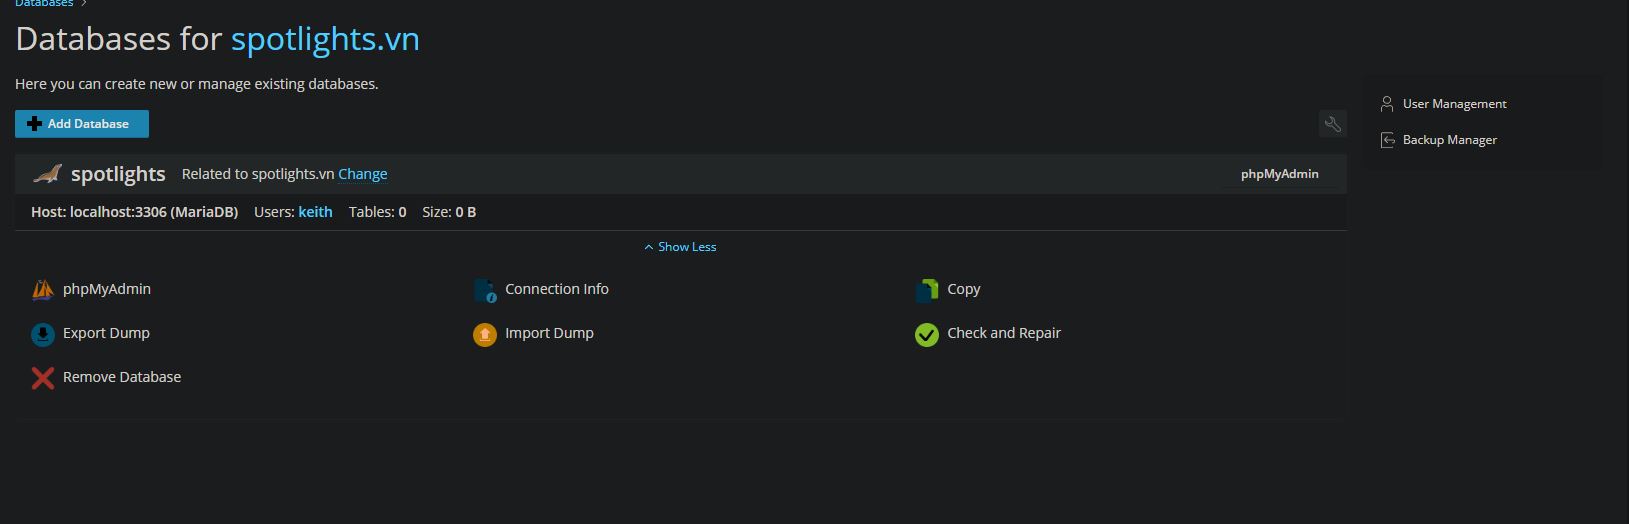 Databases
Databases for spotlights.vn
Here you can create new or manage existing databases.
Add Database
User Management
Backup Manager
spotlights Related to spotlights.vn Change phpMyAdmin
Host: localhost:3306 (MariaDB) Users: keith Tables: 0 Size: 0 B
Show Less
phpMyAdmin Connection Info Copy
Export Dump Import Dump Check and Repair
Remove Database